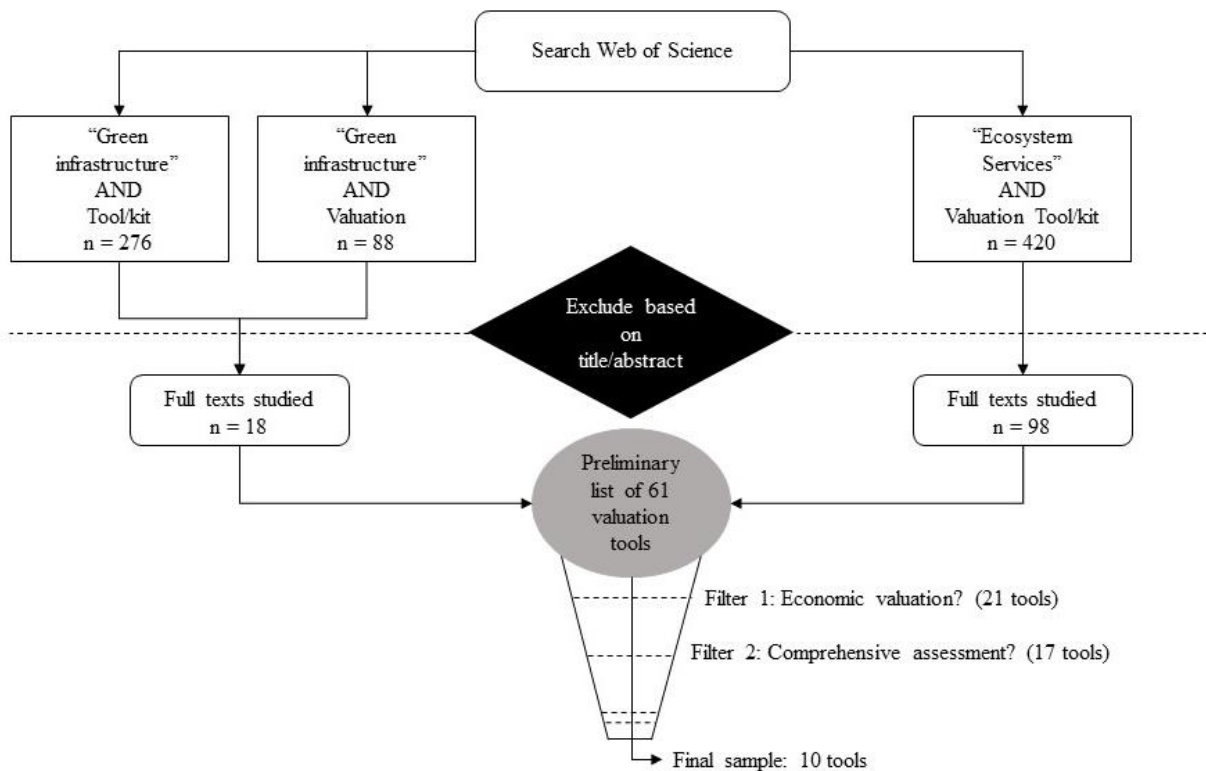 Search Web of Science
“Green
infrastructure”
AND
Tool/kit
n = 276
“Green
infrastructure”
AND
Valuation
n = 88
“Ecosystem
Services”
AND
Valuation Tool/kit
n = 420
Exclude based
on
title/abstract
Full texts studied
n = 18
Full texts studied
n = 98
Preliminary
list of 61
valuation
tools
Filter 1: Economic valuation? (21 tools)
Filter 2: Comprehensive assessment? (17 tools)
Final sample: 10 tools